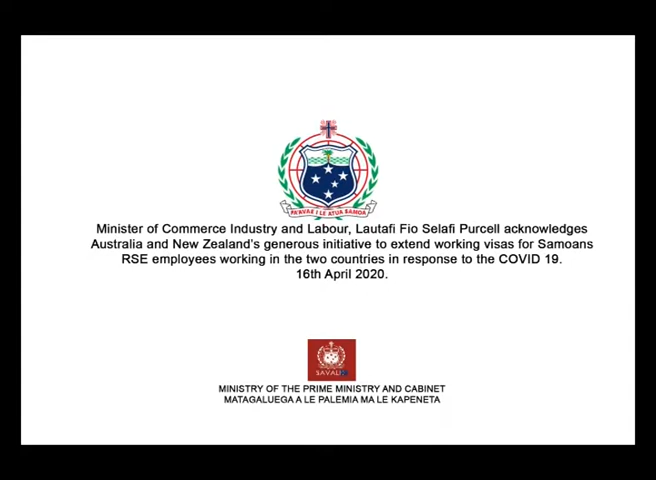 FA'AVAE I LE ATUA SAMOA
Minister of Commerce Industry and Labour, Lautafi Fio Selafi Purcell acknowledges
Australia and New Zealand's generous initiative to extend working visas for Samoans
RSE employees working in the two countries in response to the COVID 19.
16th April 2020.
SAVALI
MINISTRY OF THE PRIME MINISTRY AND CABINET
MATAGALUEGA A LE PALEMIA MA LE KAPENETA